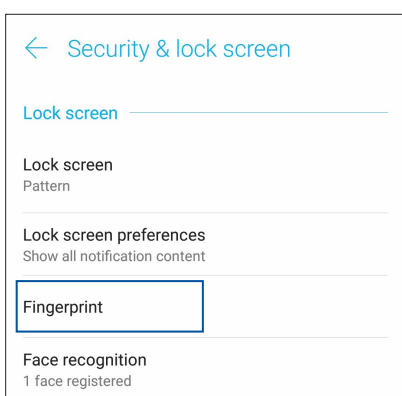 Security & lock screen
Lock screen
Lock screen
Pattern
Lock screen preferences
Show all notification content
Fingerprint
Face recognition
1 face registered